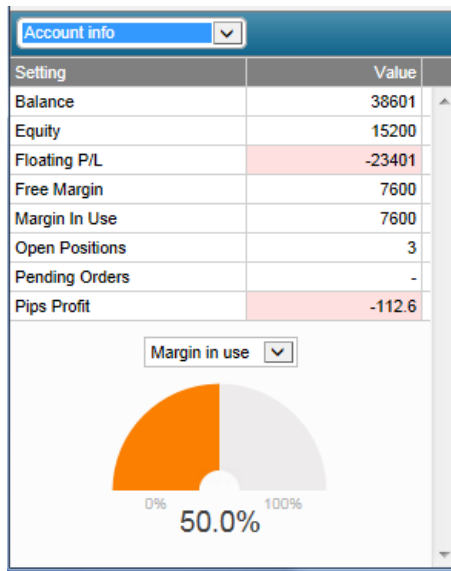 Account info
Setting Value
Balance 38601
Equity 15200
Floating P/L -23401
Free Margin 7600
Margin In Use 7600
Open Positions 3
Pending Orders -
Pips Profit -112.6
Margin in use
0% 100%
50.0%